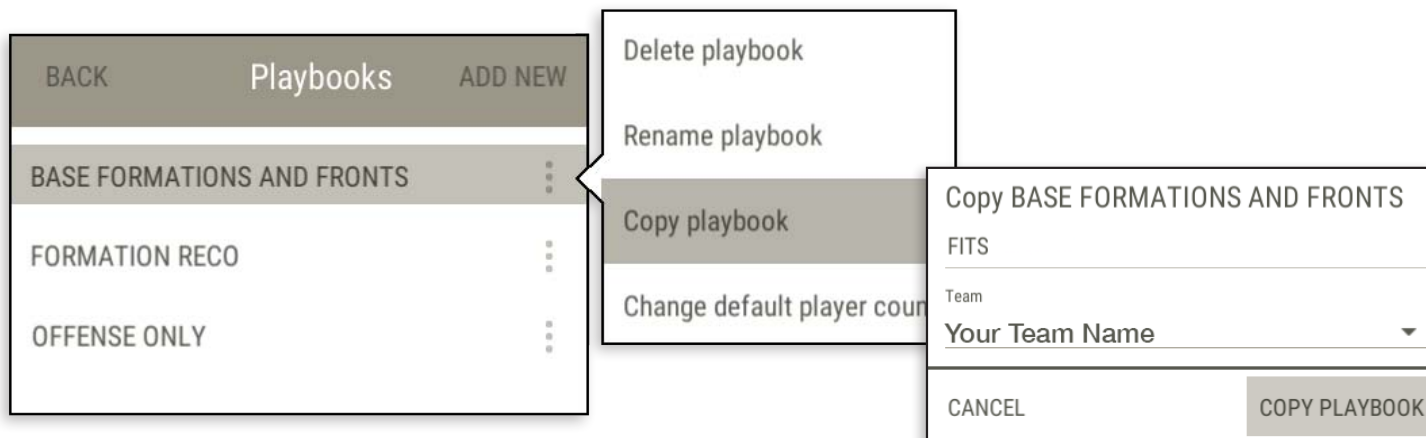 BACK Playbooks ADD NEW
BASE FORMATIONS AND FRONTS
FORMATION RECO
OFFENSE ONLY
Delete playbook
Rename playbook
Copy playbook
Change default player coun
Copy BASE FORMATIONS AND FRONTS
FITS
Team
Your Team Name
CANCEL COPY PLAYBOOK